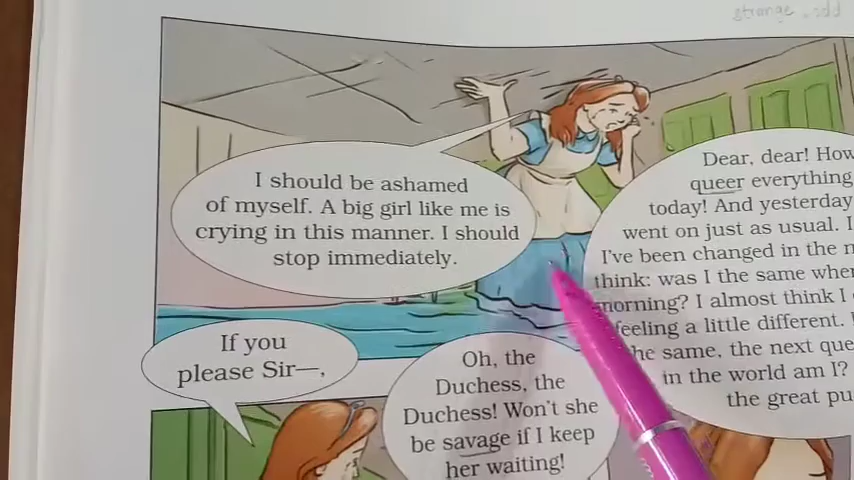 strange odd
I should be ashamed
of myself. A big girl like me is
crying in this manner. I should
stop immediately.
Dear, dear! How
queer everything
today! And yesterday
went on just as usual. I
I've been changed in the
think: was I the same
morning? I almost think I
feeling a little different.
the same, the next
in the world am I?
the great
If you
please Sir—,
Oh, the
Duchess, the
Duchess! Won't she
be savage if I keep
her waiting!